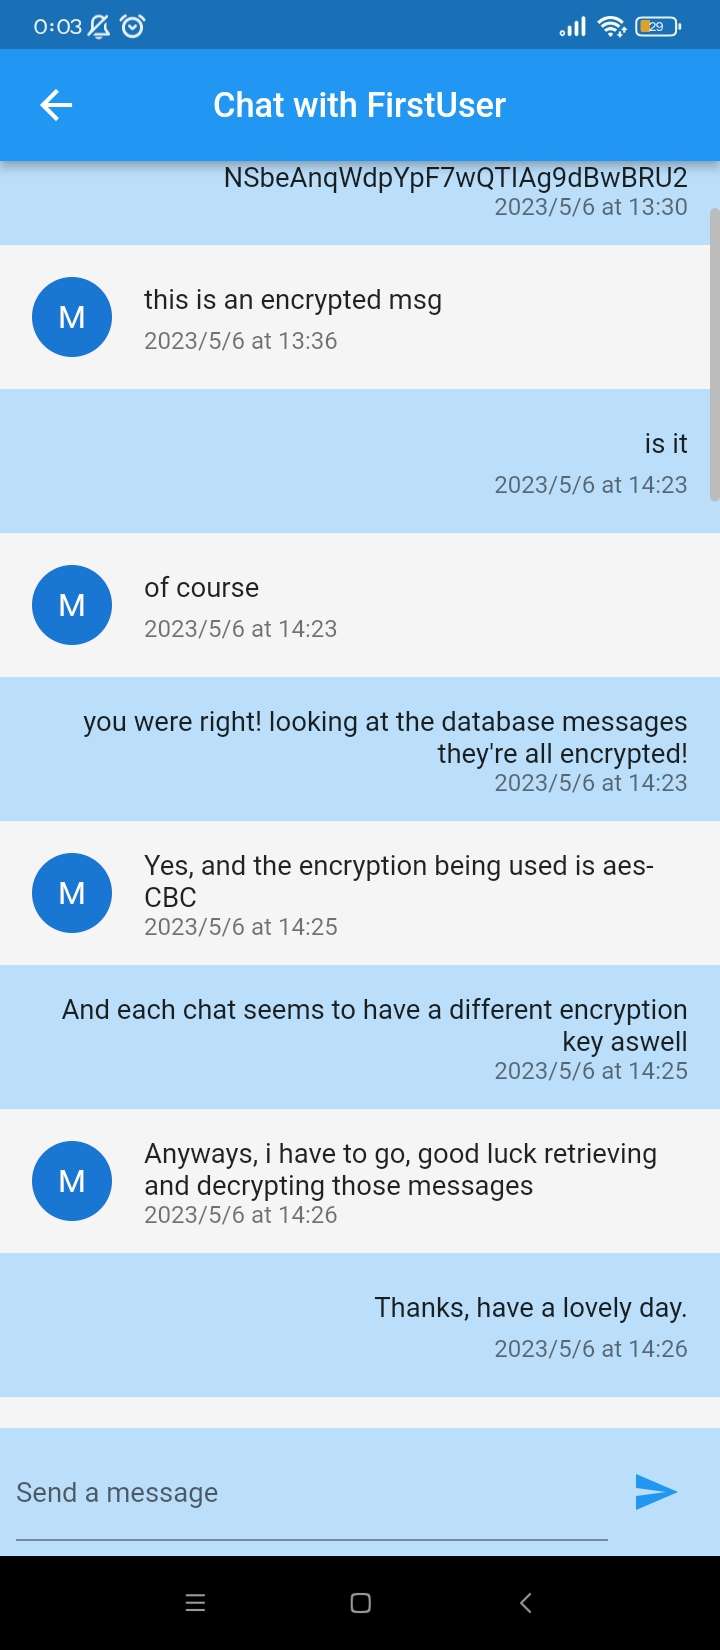 0:03
29
Chat with FirstUser
NSbeAnqWdpYpF7wQTIAg9dBwBRU2
2023/5/6 at 13:30
M
this is an encrypted msg
2023/5/6 at 13:36
is it
2023/5/6 at 14:23
M
of course
2023/5/6 at 14:23
you were right! looking at the database messages
they're all encrypted!
2023/5/6 at 14:23
M
Yes, and the encryption being used is aes-
CBC
2023/5/6 at 14:25
And each chat seems to have a different encryption
key aswell
2023/5/6 at 14:25
M
Anyways, i have to go, good luck retrieving
and decrypting those messages
2023/5/6 at 14:26
Thanks, have a lovely day.
2023/5/6 at 14:26
Send a message